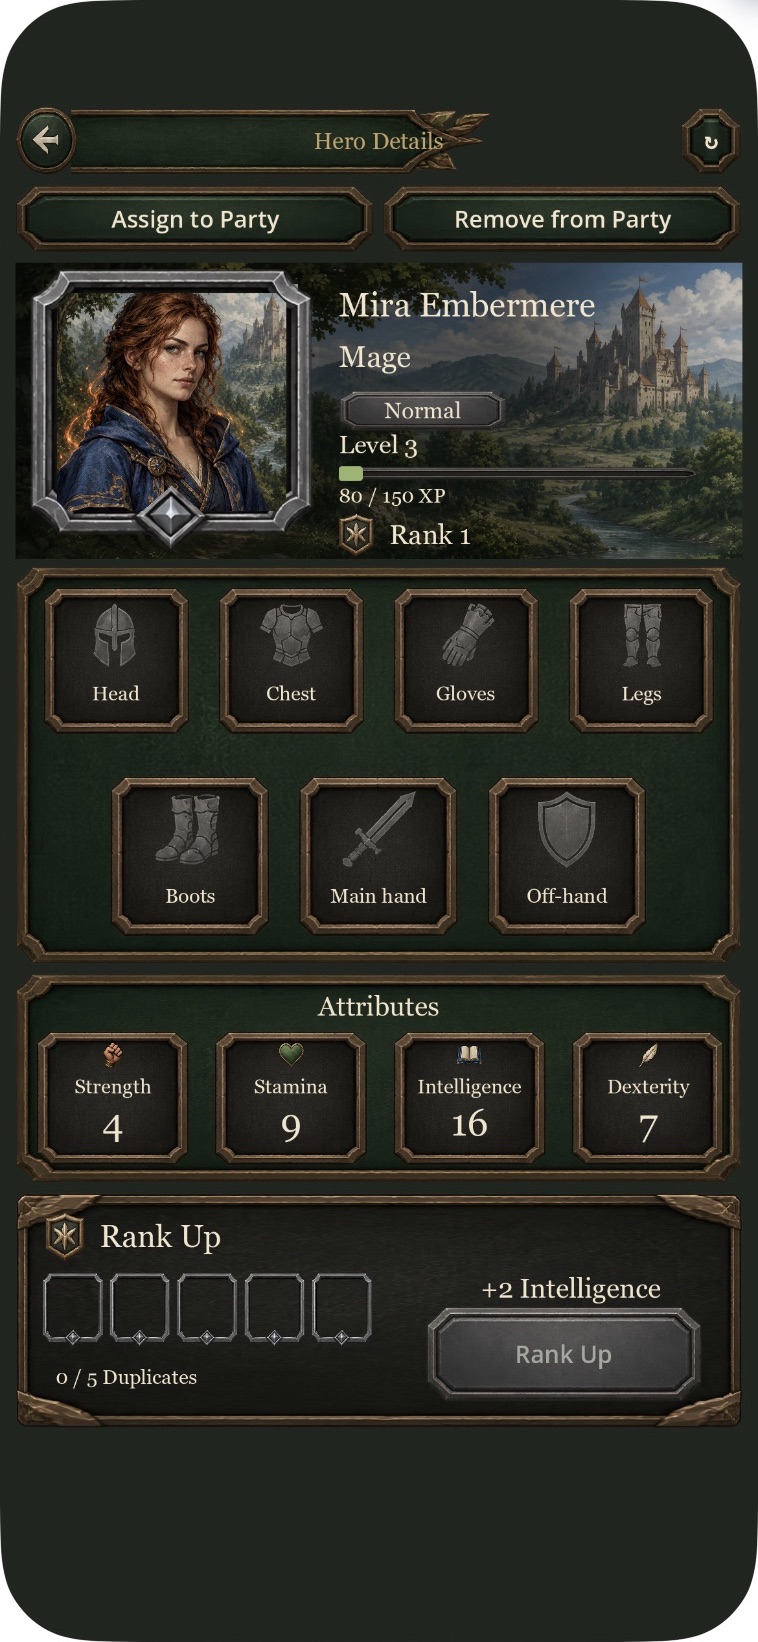 Hero Details
↻
Assign to Party
Remove from Party
Mira Embermere
Mage
Normal
Level 3
80 / 150 XP
Rank 1
Head
Chest
Gloves
Legs
Boots
Main hand
Off-hand
Attributes
Strength
4
Stamina
9
Intelligence
16
Dexterity
7
Rank Up
+2 Intelligence
Rank Up
0 / 5 Duplicates